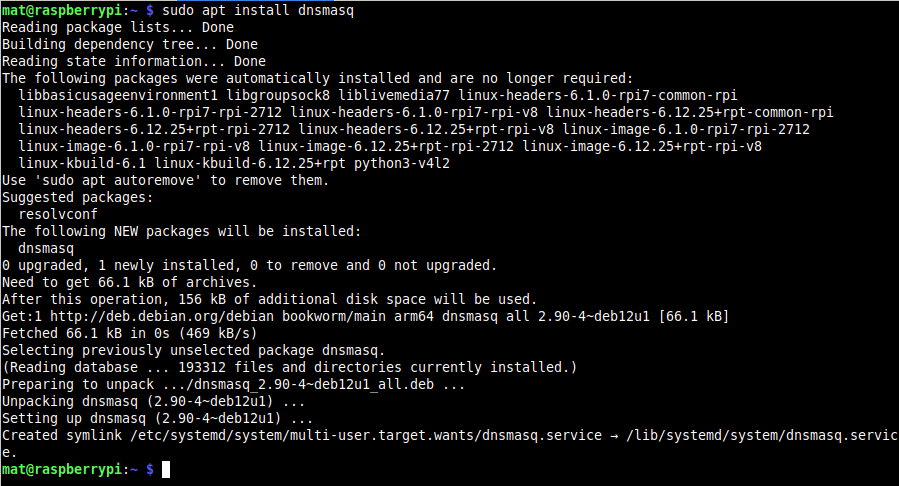 mat@raspberrypi:~ $ sudo apt install dnsmasq
Reading package lists... Done
Building dependency tree... Done
Reading state information... Done
The following packages were automatically installed and are no longer required:
  libbasicusageenvironment1 libgroupsock8 liblivemedia77 linux-headers-6.1.0-rpi7-common-rpi
  linux-headers-6.1.0-rpi7-rpi-2712 linux-headers-6.1.0-rpi7-rpi-v8 linux-headers-6.12.25+rpt-common-rpi
  linux-headers-6.12.25+rpt-rpi-2712 linux-headers-6.12.25+rpt-rpi-v8 linux-image-6.1.0-rpi7-rpi-2712
  linux-image-6.1.0-rpi7-rpi-v8 linux-image-6.12.25+rpt-rpi-2712 linux-image-6.12.25+rpt-rpi-v8
  linux-kbuild-6.1 linux-kbuild-6.12.25+rpt python3-v4l2
Use 'sudo apt autoremove' to remove them.
Suggested packages:
  resolvconf
The following NEW packages will be installed:
  dnsmasq
0 upgraded, 1 newly installed, 0 to remove and 0 not upgraded.
Need to get 66.1 kB of archives.
After this operation, 156 kB of additional disk space will be used.
Get:1 http://deb.debian.org/debian bookworm/main arm64 dnsmasq all 2.90-4~deb12u1 [66.1 kB]
Fetched 66.1 kB in 0s (469 kB/s)
Selecting previously unselected package dnsmasq.
(Reading database ... 193312 files and directories currently installed.)
Preparing to unpack .../dnsmasq_2.90-4~deb12u1_all.deb ...
Unpacking dnsmasq (2.90-4~deb12u1) ...
Setting up dnsmasq (2.90-4~deb12u1) ...
Created symlink /etc/systemd/system/multi-user.target.wants/dnsmasq.service → /lib/systemd/system/dnsmasq.servic
e.
mat@raspberrypi:~ $